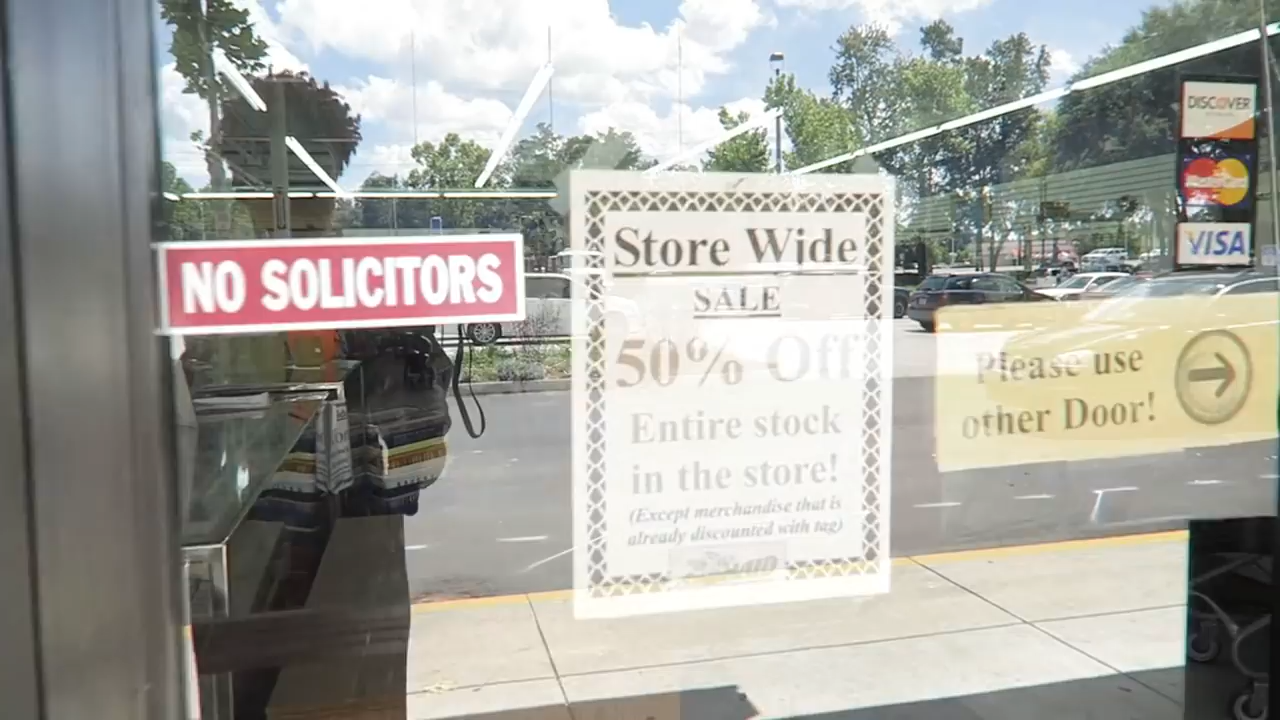 NO SOLICITORS
Store Wide
SALE
50% Off
Entire stock
in the store!
(Except merchandise that is
already discounted with tag)
Please use
other Door!
DISCOVER
MasterCard
VISA